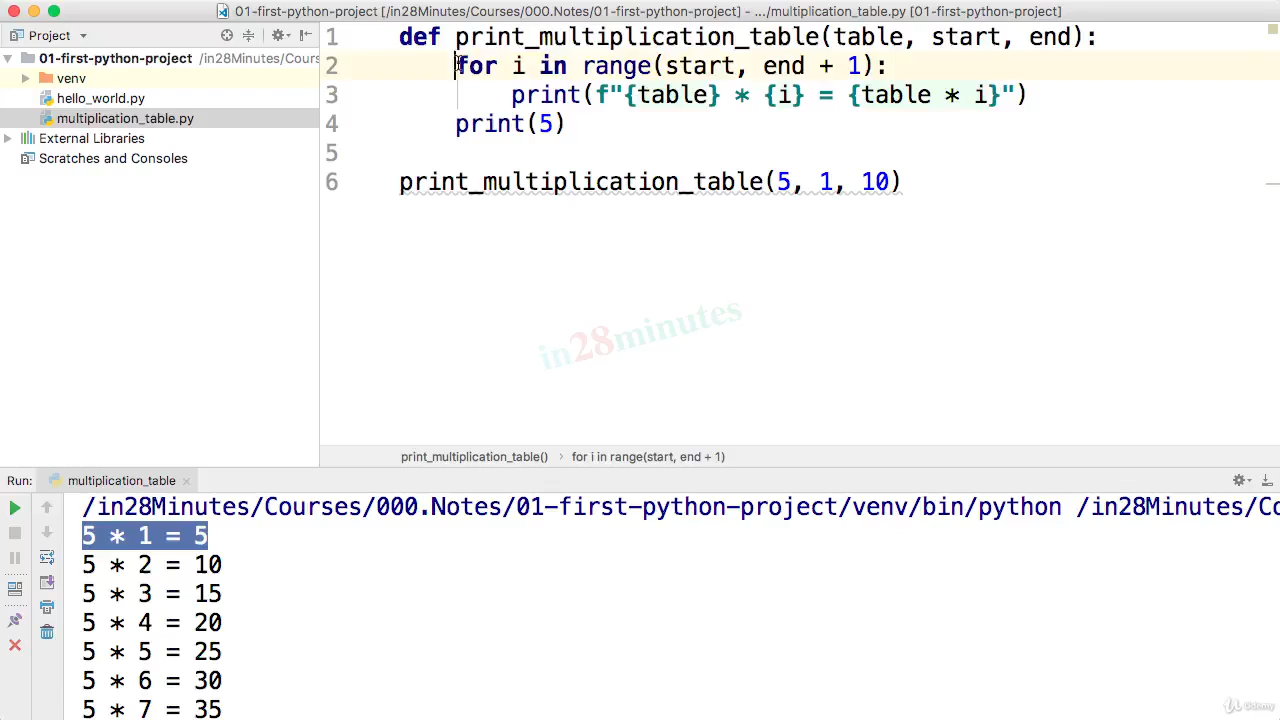 01-first-python-project [/in28Minutes/Courses/000.Notes/01-first-python-project] - .../multiplication_table.py [01-first-python-project]
Project
01-first-python-project /in28Minutes/Cours
venv
hello_world.py
multiplication_table.py
External Libraries
Scratches and Consoles
1 def print_multiplication_table(table, start, end):
2 for i in range(start, end + 1):
3 print(f"{table} * {i} = {table * i}")
4 print(5)
5
6 print_multiplication_table(5, 1, 10)
in28minutes
print_multiplication_table() › for i in range(start, end + 1)
Run: multiplication_table ×
/in28Minutes/Courses/000.Notes/01-first-python-project/venv/bin/python /in28Minutes/Co
5 * 1 = 5
5 * 2 = 10
5 * 3 = 15
5 * 4 = 20
5 * 5 = 25
5 * 6 = 30
5 * 7 = 35
Udemy